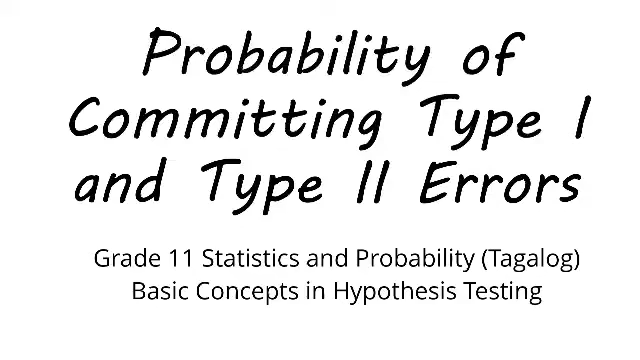 Probability of
Committing Type I
and Type II Errors
Grade 11 Statistics and Probability (Tagalog)
Basic Concepts in Hypothesis Testing